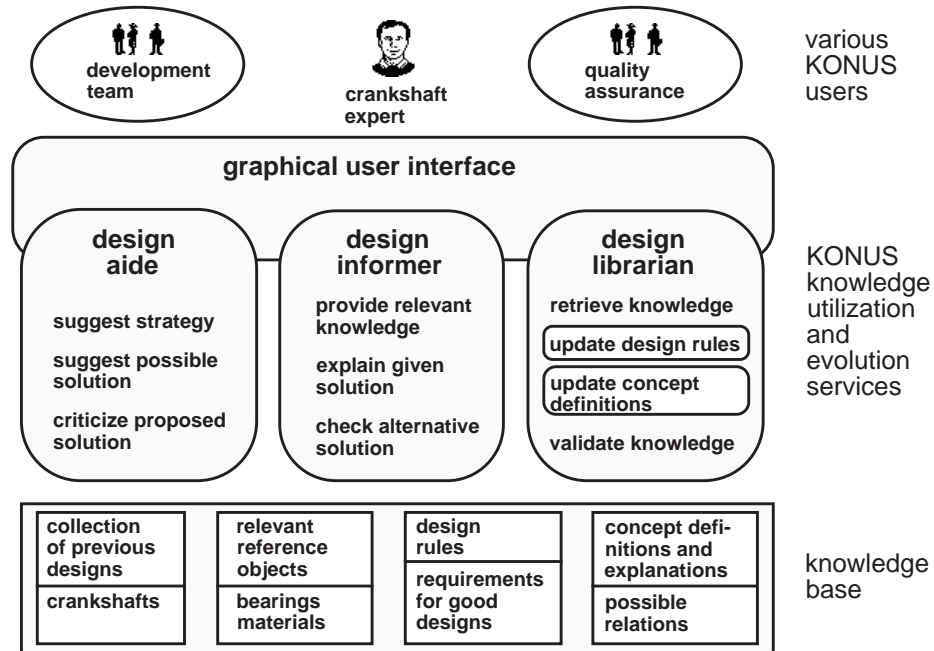 development
team
crankshaft
expert
quality
assurance
various
KONUS
users
graphical user interface
design
aide
suggest strategy
suggest possible
solution
criticize proposed
solution
design
informer
provide relevant
knowledge
explain given
solution
check alternative
solution
design
librarian
retrieve knowledge
update design rules
update concept
definitions
validate knowledge
KONUS
knowledge
utilization
and
evolution
services
collection
of previous
designs
crankshafts
relevant
reference
objects
bearings
materials
design
rules
requirements
for good
designs
concept defi-
nitions and
explanations
possible
relations
knowledge
base